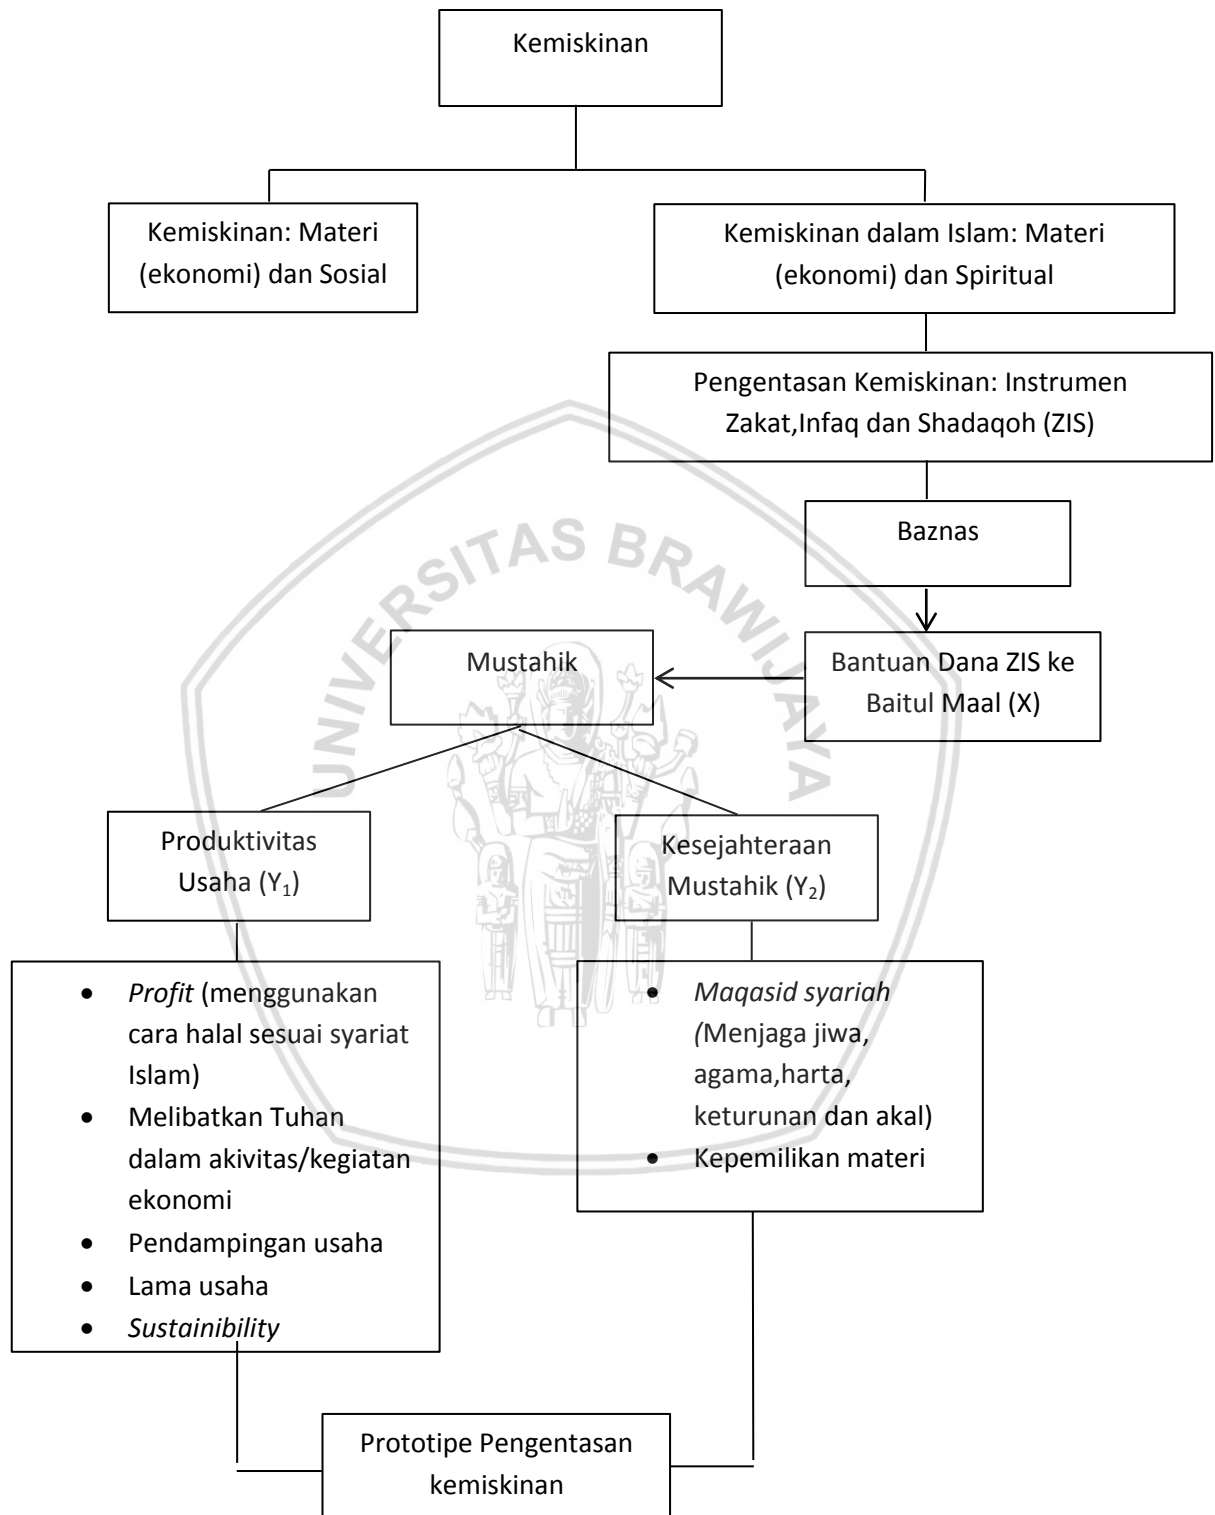 Kemiskinan
Kemiskinan: Materi
(ekonomi) dan Sosial
Kemiskinan dalam Islam: Materi
(ekonomi) dan Spiritual
Pengentasan Kemiskinan: Instrumen
Zakat,Infaq dan Shadaqoh (ZIS)
Baznas
UNIVERSITAS BRAWIJAYA
Mustahik
Bantuan Dana ZIS ke
Baitul Maal (X)
Produktivitas
Usaha (Y₁)
Kesejahteraan
Mustahik (Y₂)
• Profit (menggunakan
cara halal sesuai syariat
Islam)
• Melibatkan Tuhan
dalam akivitas/kegiatan
ekonomi
• Pendampingan usaha
• Lama usaha
• Sustainibility
• Maqasid syariah
(Menjaga jiwa,
agama,harta,
keturunan dan akal)
• Kepemilikan materi
Prototipe Pengentasan
kemiskinan